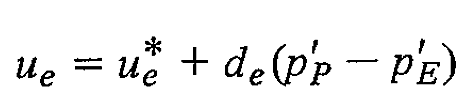 u_e = u_e^* + d_e(p'_P − p'_E)